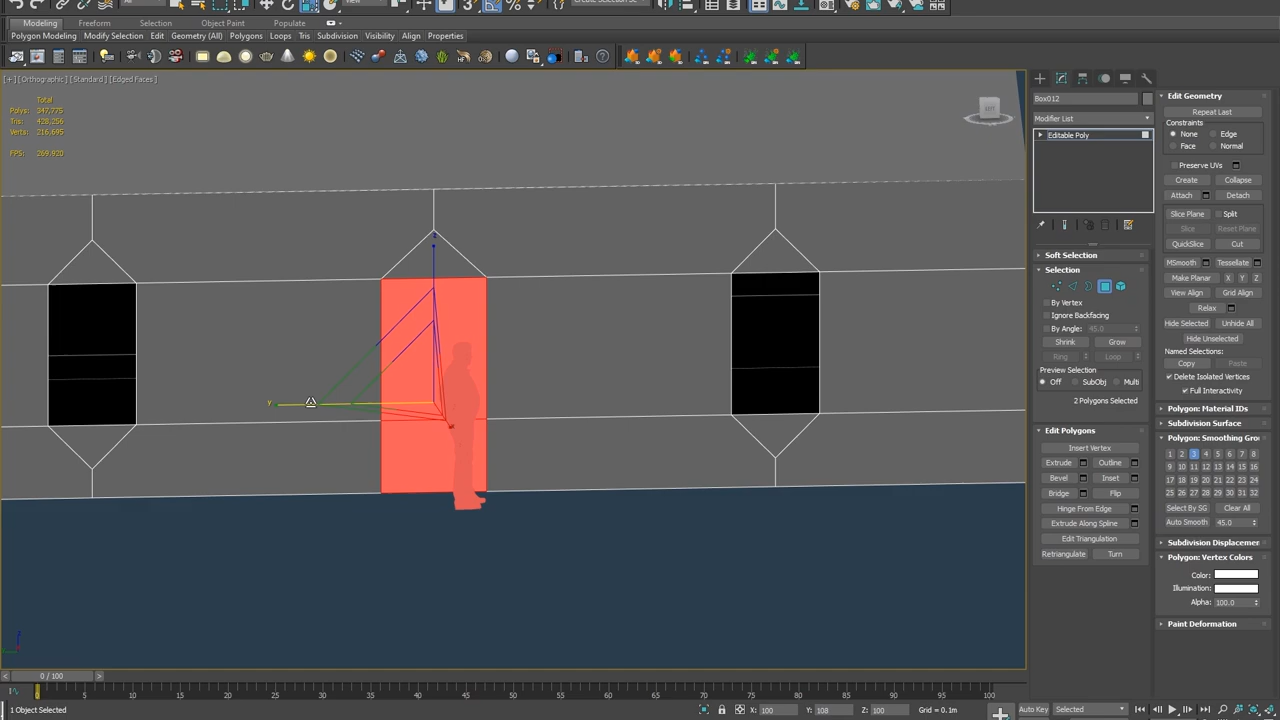 Modeling Freeform Selection Object Paint Populate
Polygon Modeling Modify Selection Edit Geometry (All) Polygons Loops Tris Subdivision Visibility Align Properties
[+] [Orthographic] [Standard] [Edged Faces]
Total
Polys: 347,775
Tris: 428,256
Verts: 216,695
FPS: 269,920
y
Box012
Modifier List
Editable Poly
Soft Selection
Selection
By Vertex
Ignore Backfacing
By Angle: 45.0
Shrink Grow
Ring Loop
Preview Selection
Off SubObj Multi
2 Polygons Selected
Edit Polygons
Insert Vertex
Extrude Outline
Bevel Inset
Bridge Flip
Hinge From Edge
Extrude Along Spline
Edit Triangulation
Retriangulate Turn
Edit Geometry
Repeat Last
Constraints
None Edge
Face Normal
Preserve UVs
Create Collapse
Attach Detach
Slice Plane Split
Slice Reset Plane
QuickSlice Cut
MSmooth Tessellate
Make Planar X Y Z
View Align Grid Align
Relax
Hide Selected Unhide All
Hide Unselected
Named Selections:
Copy Paste
Delete Isolated Vertices
Full Interactivity
Polygon: Material IDs
Subdivision Surface
Polygon: Smoothing Gro
1 2 3 4 5 6 7 8
9 10 11 12 13 14 15 16
17 18 19 20 21 22 23 24
25 26 27 28 29 30 31 32
Select By SG Clear All
Auto Smooth 45.0
Subdivision Displacemen
Polygon: Vertex Colors
Color:
Illumination:
Alpha: 100.0
Paint Deformation
0 / 100
0 5 10 15 20 25 30 35 40 45 50 55 60 65 70 75 80 85 90 95 100
1 Object Selected X: 100 Y: 108 Z: 100 Grid = 0.1m Auto Key Selected